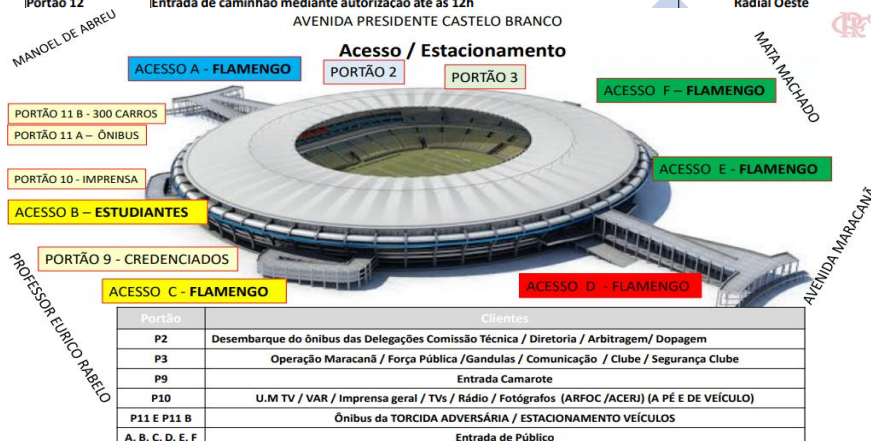 Portão 12 Entrada de caminhão mediante autorização até às 12h Radial Oeste
AVENIDA PRESIDENTE CASTELO BRANCO
MANOEL DE ABREU
Acesso / Estacionamento
MATA MACHADO
ACESSO A - FLAMENGO
PORTÃO 2
PORTÃO 3
ACESSO F – FLAMENGO
PORTÃO 11 B - 300 CARROS
PORTÃO 11 A – ÔNIBUS
ACESSO E - FLAMENGO
PORTÃO 10 - IMPRENSA
ACESSO B – ESTUDIANTES
AVENIDA MARACANÃ
PORTÃO 9 - CREDENCIADOS
PROFESSOR EURICO RABELO
ACESSO C - FLAMENGO
ACESSO D - FLAMENGO
Portão Clientes
P2 Desembarque do ônibus das Delegações Comissão Técnica / Diretoria / Arbitragem/ Dopagem
P3 Operação Maracanã / Força Pública /Gandulas / Comunicação / Clube / Segurança Clube
P9 Entrada Camarote
P10 U.M TV / VAR / Imprensa geral / TVs / Rádio / Fotógrafos (ARFOC /ACERJ) (A PÉ E DE VEÍCULO)
P11 E P11 B Ônibus da TORCIDA ADVERSÁRIA / ESTACIONAMENTO VEÍCULOS
A, B, C, D, E, F Entrada de Público